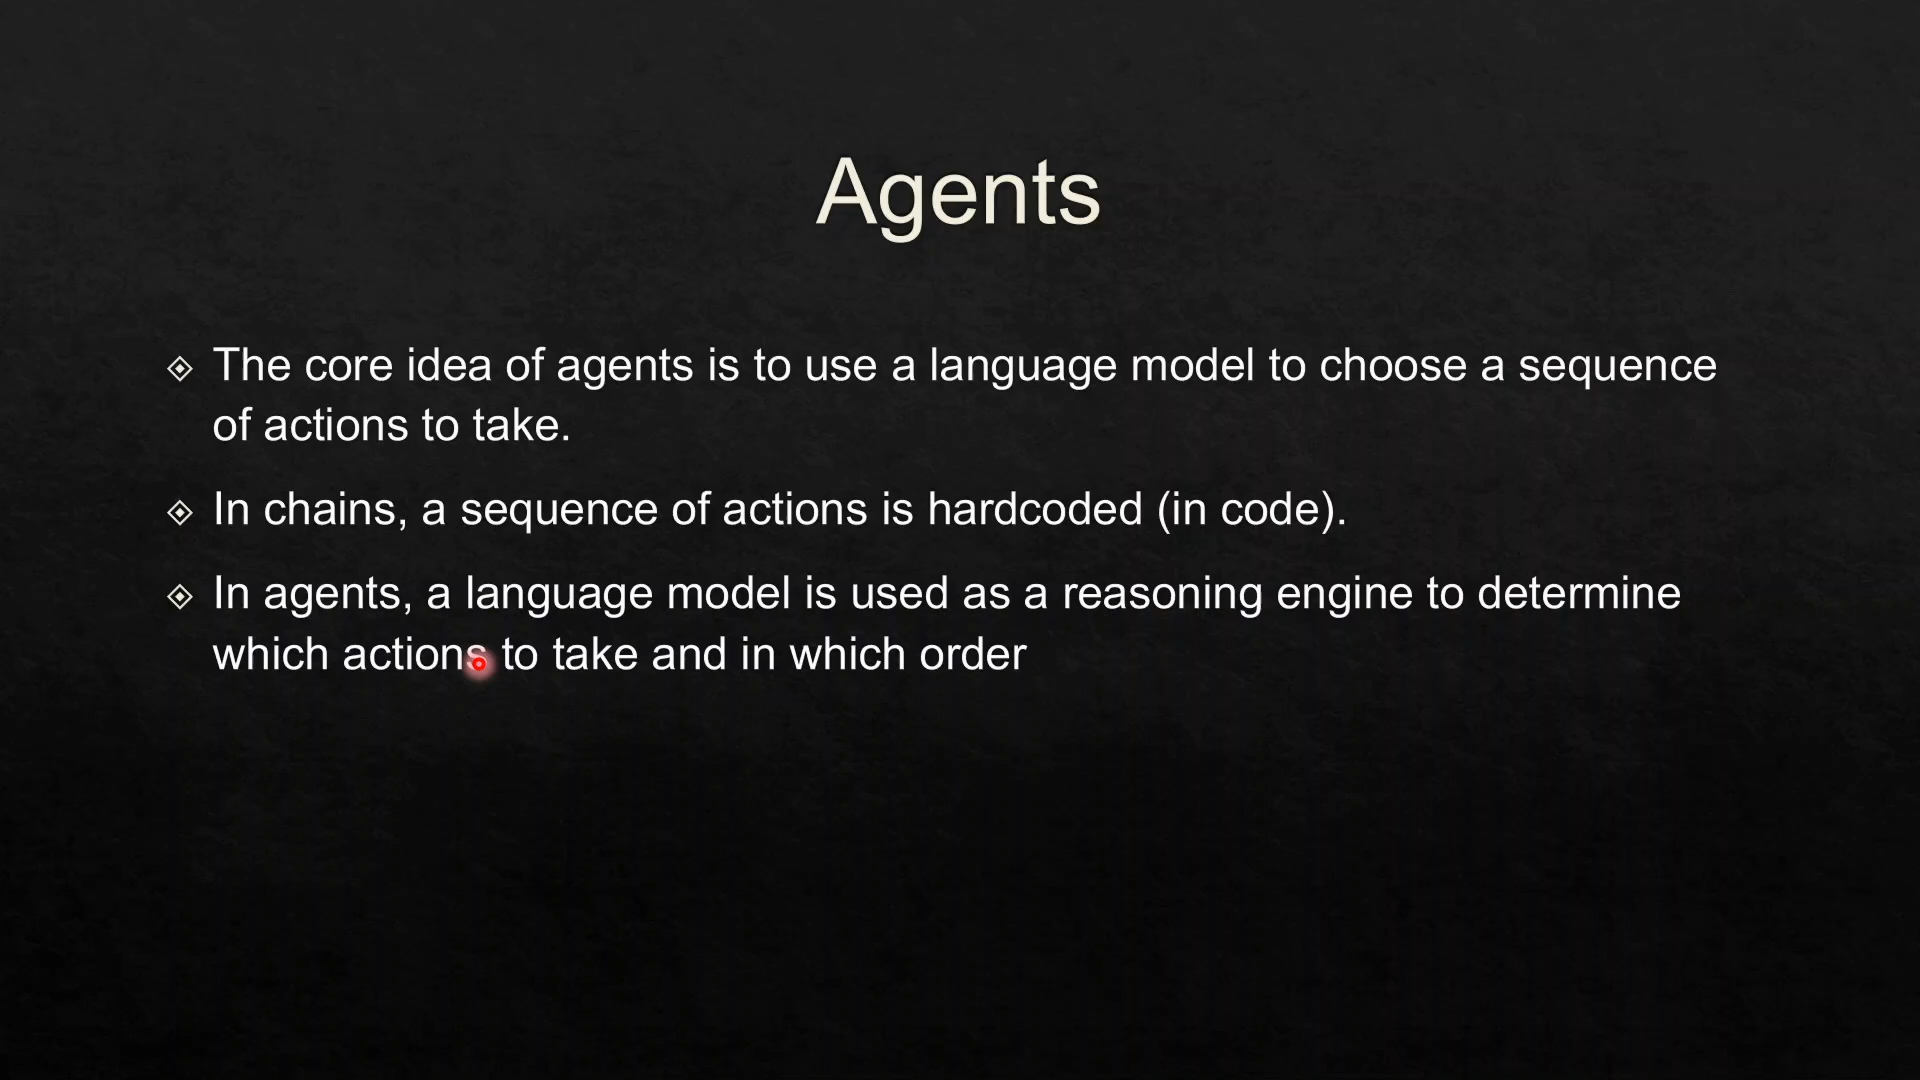 Agents
The core idea of agents is to use a language model to choose a sequence
of actions to take.
In chains, a sequence of actions is hardcoded (in code).
In agents, a language model is used as a reasoning engine to determine
which actions to take and in which order